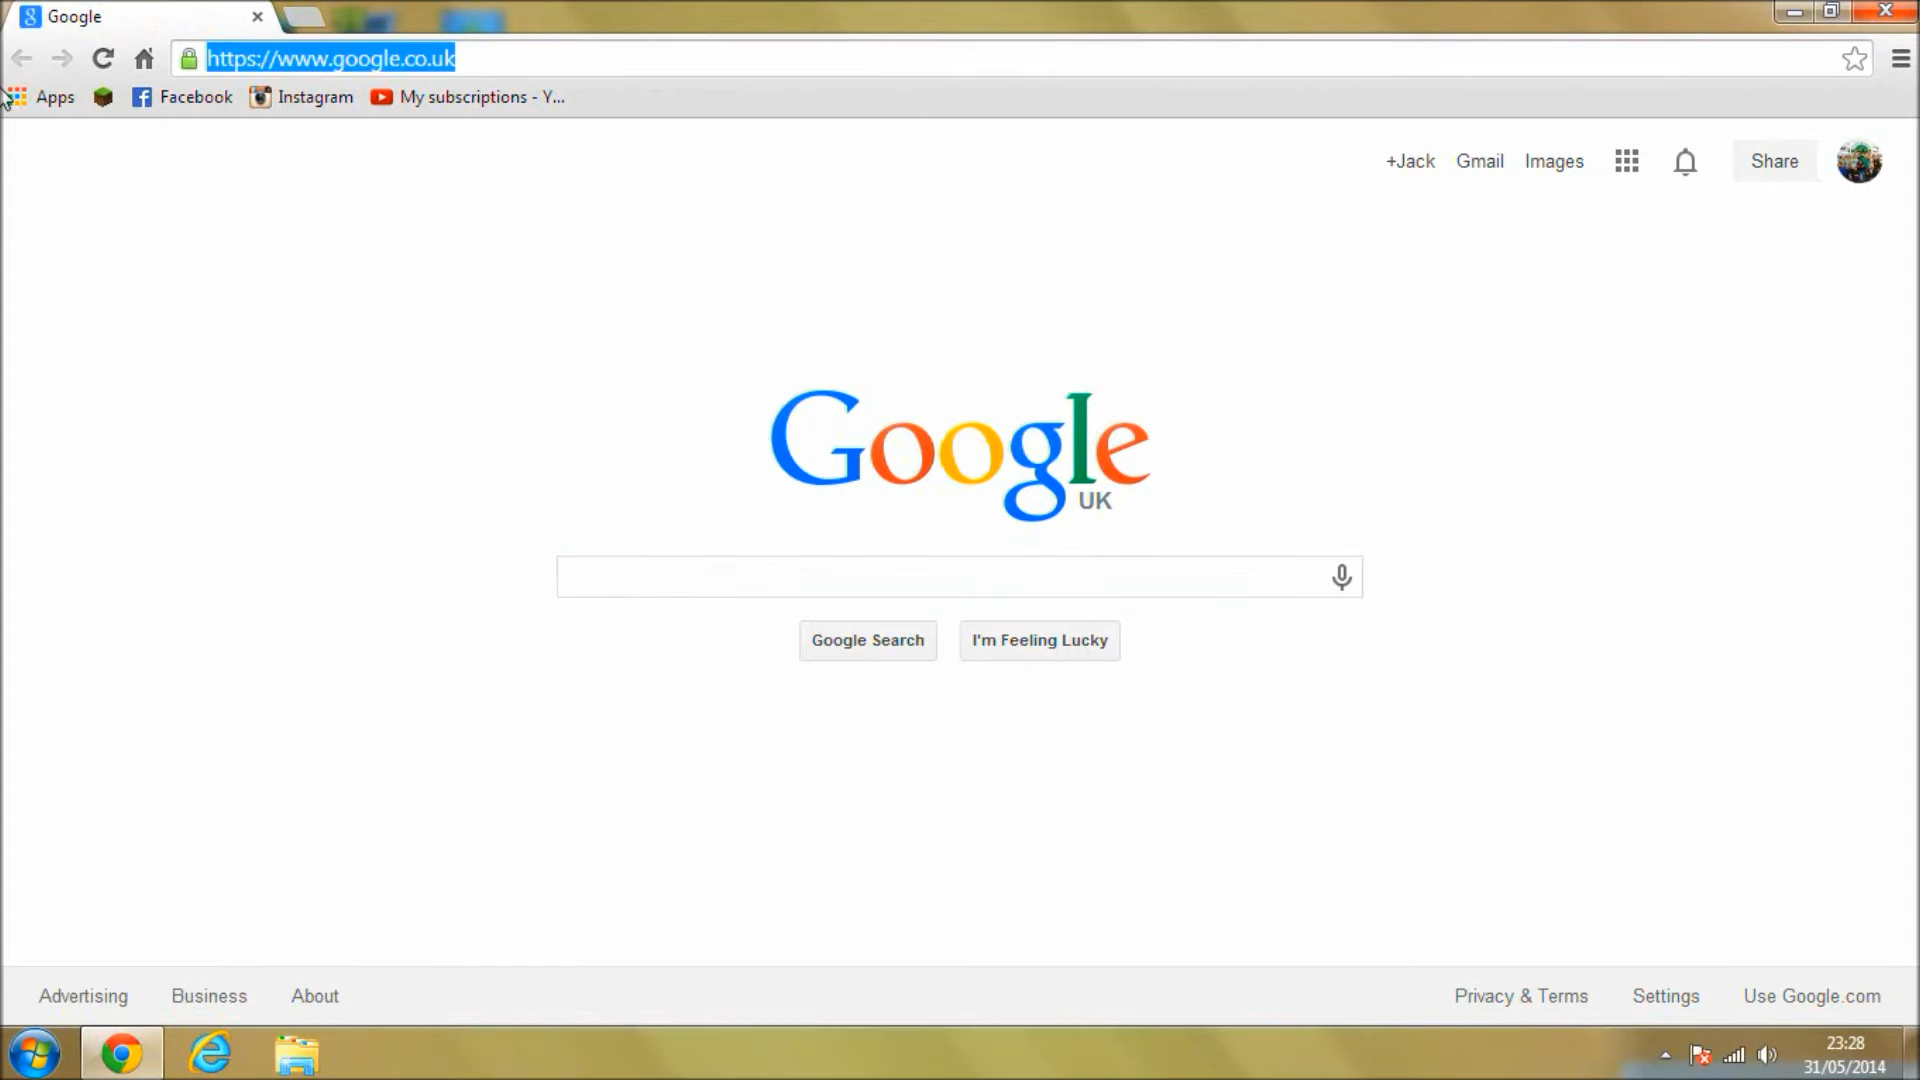 Google
https://www.google.co.uk
Apps Facebook Instagram My subscriptions - Y...
+Jack Gmail Images Share
Google
UK
Google Search I'm Feeling Lucky
Advertising Business About Privacy & Terms Settings Use Google.com
23:28
31/05/2014